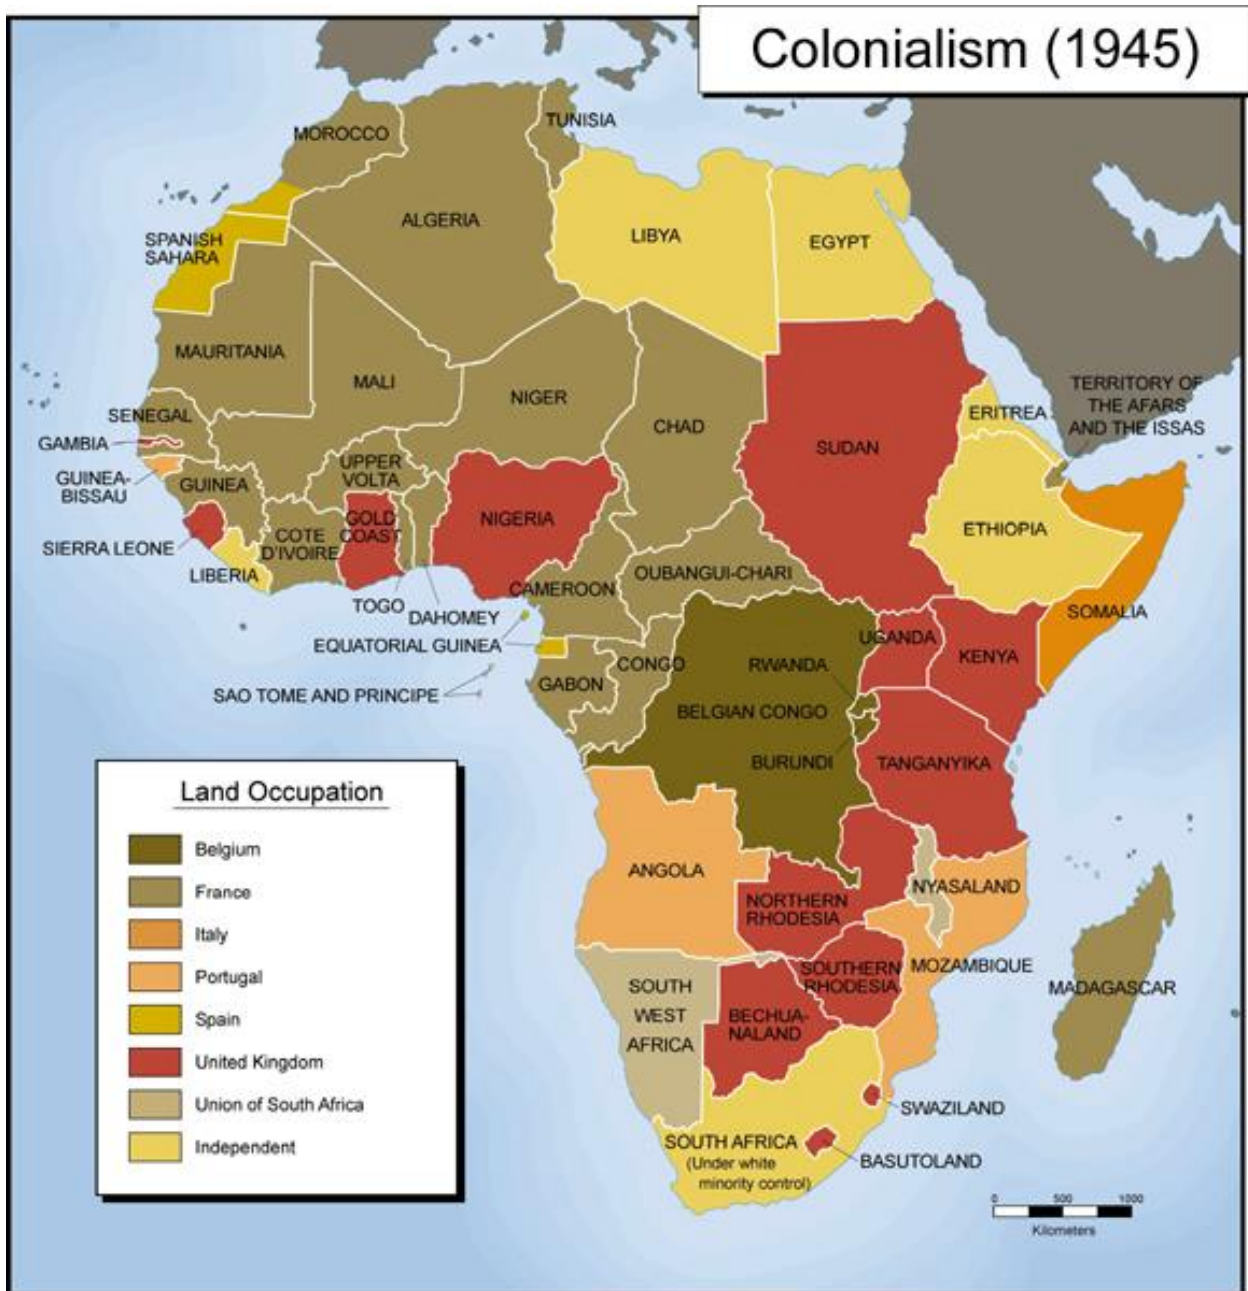 Colonialism (1945)
MOROCCO
TUNISIA
ALGERIA
LIBYA
EGYPT
SPANISH
SAHARA
MAURITANIA
MALI
NIGER
CHAD
SUDAN
ERITREA
TERRITORY OF
THE AFARS
AND THE ISSAS
SENEGAL
GAMBIA
GUINEA-
BISSAU
GUINEA
UPPER
VOLTA
SIERRA LEONE
LIBERIA
COTE
D'IVOIRE
GOLD
COAST
NIGERIA
ETHIOPIA
TOGO
DAHOMEY
CAMEROON
OUBANGUI-CHARI
SOMALIA
EQUATORIAL GUINEA
SAO TOME AND PRINCIPE
GABON
CONGO
UGANDA
KENYA
RWANDA
BELGIAN CONGO
BURUNDI
TANGANYIKA
ANGOLA
NORTHERN
RHODESIA
NYASALAND
MOZAMBIQUE
SOUTHERN
RHODESIA
SOUTH
WEST
AFRICA
BECHUA-
NALAND
MADAGASCAR
SWAZILAND
SOUTH AFRICA
(Under white
minority control)
BASUTOLAND
Land Occupation
Belgium
France
Italy
Portugal
Spain
United Kingdom
Union of South Africa
Independent
0 500 1000
Kilometers